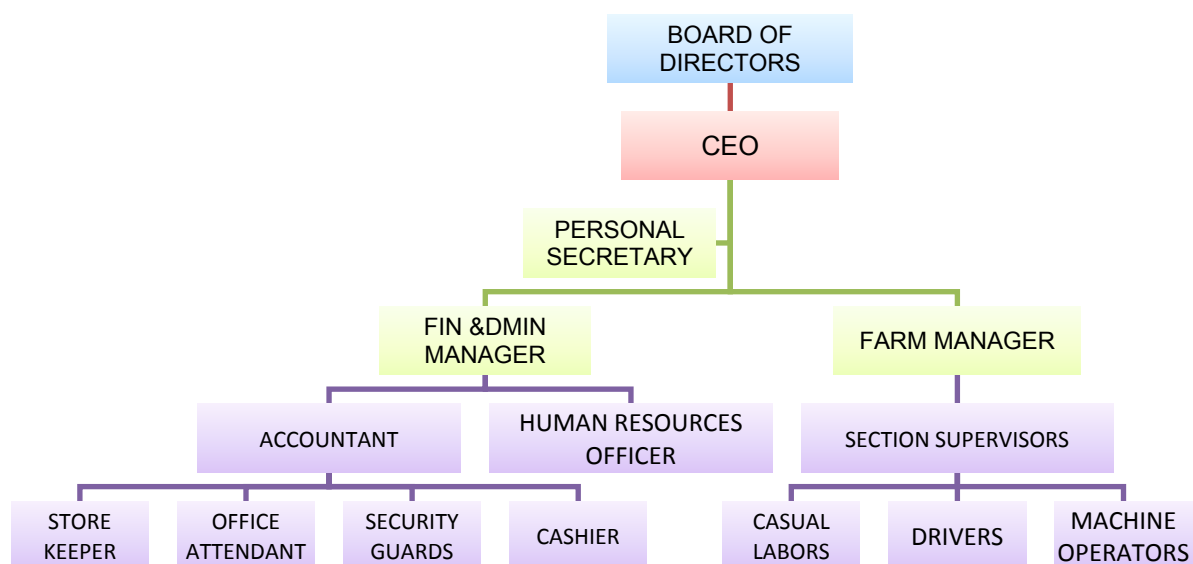 BOARD OF
DIRECTORS
CEO
PERSONAL
SECRETARY
FIN &DMIN
MANAGER
FARM MANAGER
ACCOUNTANT
HUMAN RESOURCES
OFFICER
SECTION SUPERVISORS
STORE
KEEPER
OFFICE
ATTENDANT
SECURITY
GUARDS
CASHIER
CASUAL
LABORS
DRIVERS
MACHINE
OPERATORS